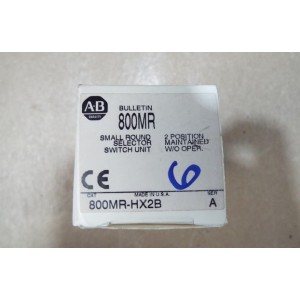 A-B
BULLETIN
800MR
SMALL ROUND
SELECTOR
SWITCH UNIT
2 POSITION
MAINTAINED
W/O OPER.
6
CE
CAT
MADE IN U.S.A.
SER
800MR-HX2B
A